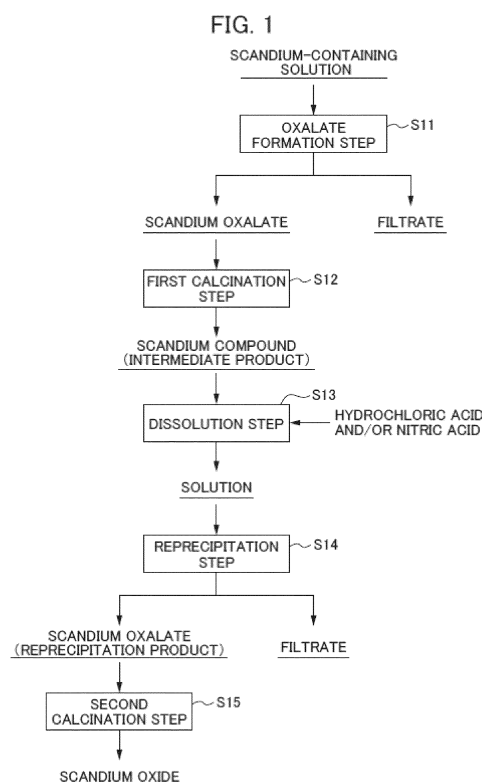 FIG. 1
SCANDIUM-CONTAINING
SOLUTION
OXALATE
FORMATION STEP
S11
SCANDIUM OXALATE
FILTRATE
FIRST CALCINATION
STEP
S12
SCANDIUM COMPOUND
(INTERMEDIATE PRODUCT)
S13
DISSOLUTION STEP
HYDROCHLORIC ACID
AND/OR NITRIC ACID
SOLUTION
REPRECIPITATION
STEP
S14
SCANDIUM OXALATE
(REPRECIPITATION PRODUCT)
FILTRATE
SECOND
CALCINATION STEP
S15
SCANDIUM OXIDE